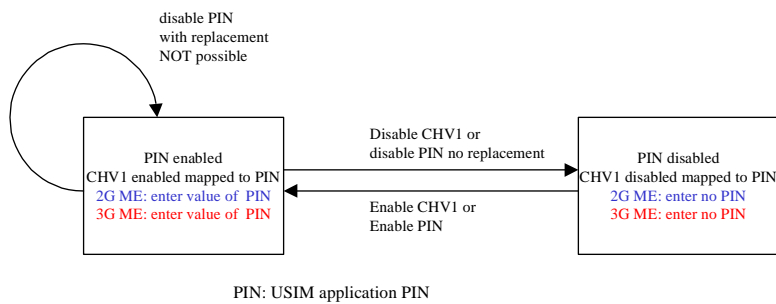 disable PIN
with replacement
NOT possible
PIN enabled
CHV1 enabled mapped to PIN
2G ME: enter value of PIN
3G ME: enter value of PIN
Disable CHV1 or
disable PIN no replacement
Enable CHV1 or
Enable PIN
PIN disabled
CHV1 disabled mapped to PIN
2G ME: enter no PIN
3G ME: enter no PIN
PIN: USIM application PIN